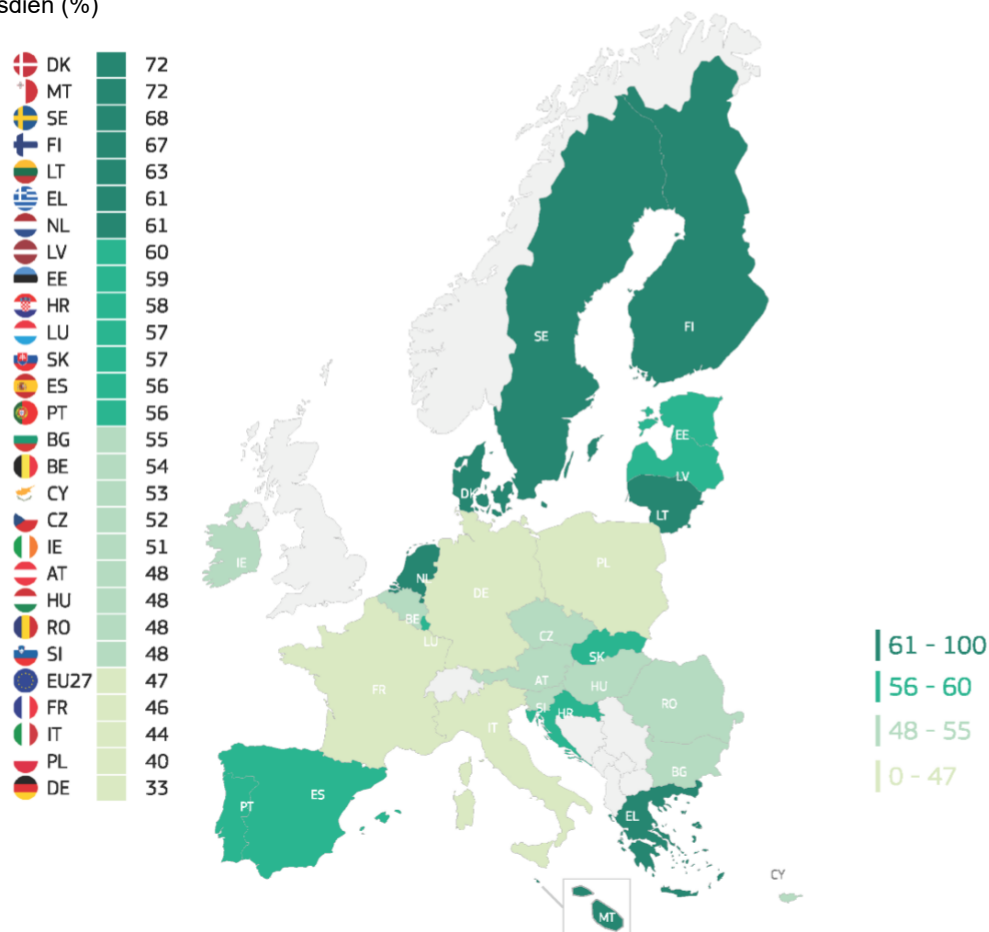 (%)
DK 72
MT 72
SE 68
FI 67
LT 63
EL 61
NL 61
LV 60
EE 59
HR 58
LU 57
SK 57
ES 56
PT 56
BG 55
BE 54
CY 53
CZ 52
IE 51
AT 48
HU 48
RO 48
SI 48
EU27 47
FR 46
IT 44
PL 40
DE 33
SE
FI
EE
LV
LT
DK
IE
NL
PL
DE
BE
LU
CZ
SK
AT
HU
FR
SI
HR
RO
IT
BG
ES
PT
EL
CY
MT
61 - 100
56 - 60
48 - 55
0 - 47